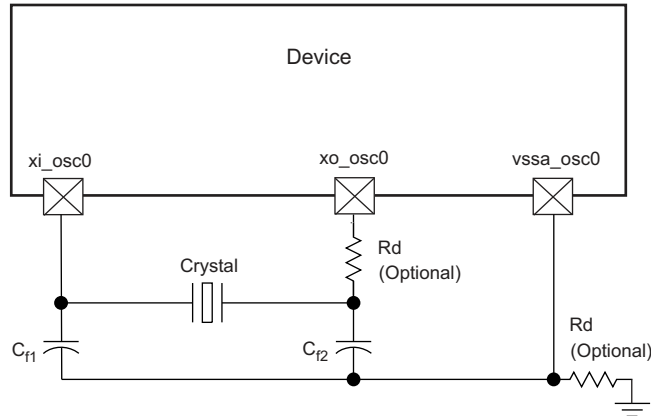 Device
xi_osc0
xo_osc0
vssa_osc0
Rd
(Optional)
Crystal
Rd
(Optional)
Cf1
Cf2